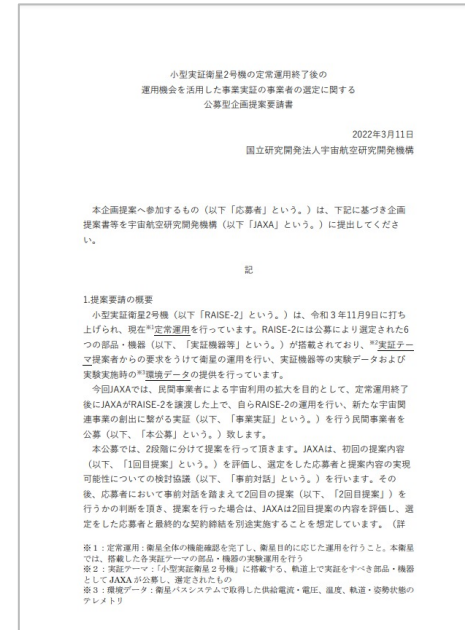 小型実証衛星2号機の定常運用終了後の
運用機会を活用した事業実証の事業者の選定に関する
公募型企画提案要請書
2022年3月11日
国立研究開発法人宇宙航空研究開発機構
本企画提案へ参加するもの（以下「応募者」という。）は、下記に基づき企画
提案書等を宇宙航空研究開発機構（以下「JAXA」という。）に提出してくださ
い。
記
1.提案要請の概要
小型実証衛星2号機（以下「RAISE-2」という。）は、令和３年11月9日に打ち
上げられ、現在※1定常運用を行っています。RAISE-2には公募により選定された6
つの部品・機器（以下、「実証機器等」という。）が搭載されており、※2実証テー
マ提案者からの要求をうけて衛星の運用を行い、実証機器等の実験データおよび
実験実施時の※3環境データの提供を行っています。
今回JAXAでは、民間事業者による宇宙利用の拡大を目的として、定常運用終了
後にJAXAがRAISE-2を譲渡した上で、自らRAISE-2の運用を行い、新たな宇宙関
連事業の創出に繋がる実証（以下、「事業実証」という。）を行う民間事業者を
公募（以下、「本公募」という。）致します。
本公募では、2段階に分けて提案を行って頂きます。JAXAは、初回の提案内容
（以下、「1回目提案」という。）を評価し、選定をした応募者と提案内容の実現
可能性についての検討協議（以下、「事前対話」という。）を行います。その
後、応募者において事前対話を踏まえて2回目の提案（以下、「2回目提案」）を
行うかの判断を頂き、提案を行った場合は、JAXAは2回目提案の内容を評価し、選
定をした応募者と最終的な契約締結を別途実施することを想定しています。（詳
※１：定常運用：衛星全体の機能確認を完了し、衛星目的に応じた運用を行うこと。本衛星
では、搭載した各実証テーマの部品・機器の実験運用を行う
※２：実証テーマ：「小型実証衛星２号機」に搭載する、軌道上で実証をすべき部品・機器
として JAXA が公募し、選定されたもの
※３：環境データ：衛星バスシステムで取得した供給電流・電圧、温度、軌道・姿勢状態の
テレメトリ